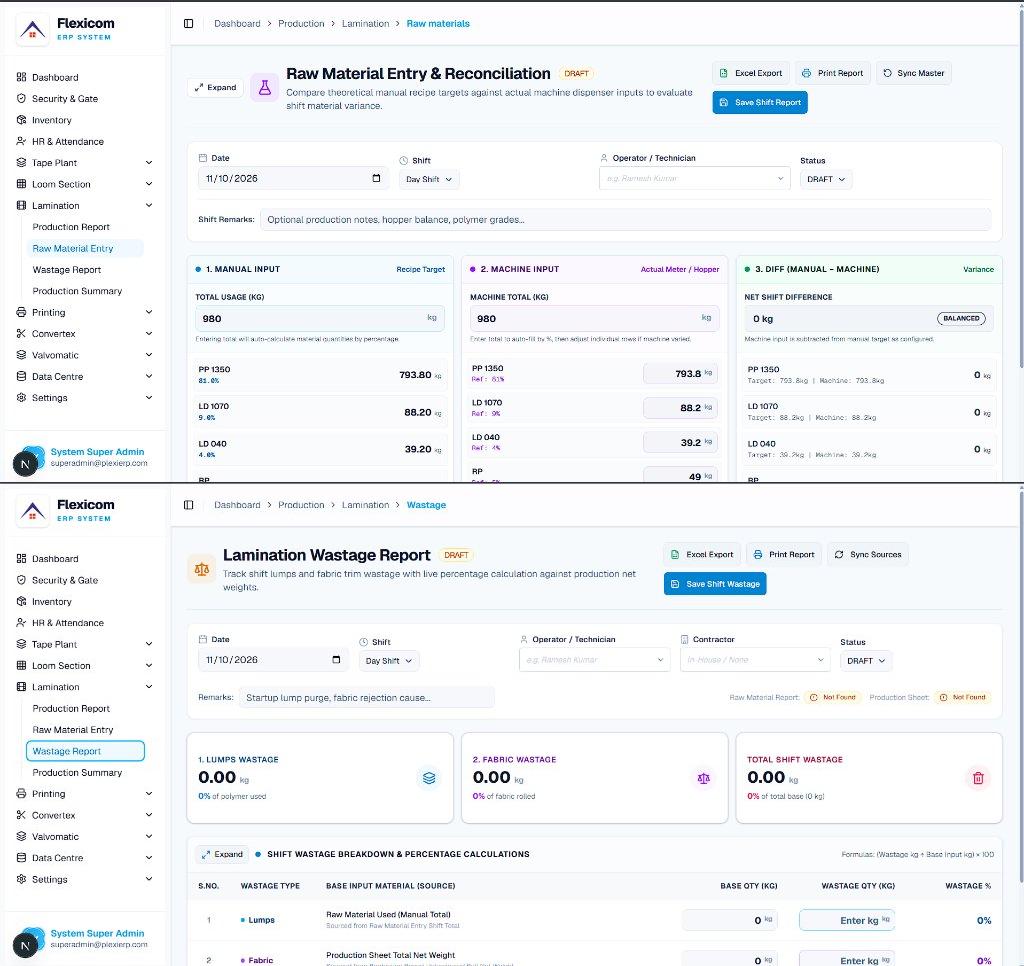 Flexicom
ERP SYSTEM
Dashboard
Security & Gate
Inventory
HR & Attendance
Tape Plant
Loom Section
Lamination
Production Report
Raw Material Entry
Wastage Report
Production Summary
Printing
Convertex
Valvomatic
Data Centre
Settings
N
System Super Admin
superadmin@plexierp.com
Dashboard > Production > Lamination > Raw materials
Expand
Raw Material Entry & Reconciliation DRAFT
Compare theoretical manual recipe targets against actual machine dispenser inputs to evaluate
shift material variance.
Excel Export Print Report Sync Master
Save Shift Report
Date Shift Operator / Technician Status
11/10/2026 Day Shift e.g. Ramesh Kumar DRAFT
Shift Remarks: Optional production notes, hopper balance, polymer grades...
1. MANUAL INPUT Recipe Target
TOTAL USAGE (KG)
980 kg
Entering total will auto-calculate material quantities by percentage.
PP 1350
81.0%
793.80 kg
LD 1070
9.0%
88.20 kg
LD 040
4.0%
39.20 kg
RP
2. MACHINE INPUT Actual Meter / Hopper
MACHINE TOTAL (KG)
980 kg
Enter total to auto-fill by %, then adjust individual rows if machine varied.
PP 1350
Ref: 81%
793.8 kg
LD 1070
Ref: 9%
88.2 kg
LD 040
Ref: 4%
39.2 kg
RP
Ref: 5%
49 kg
3. DIFF (MANUAL - MACHINE) Variance
NET SHIFT DIFFERENCE
0 kg BALANCED
Machine input is subtracted from manual target as configured.
PP 1350
Target: 793.8kg | Machine: 793.8kg
0 kg
LD 1070
Target: 88.2kg | Machine: 88.2kg
0 kg
LD 040
Target: 39.2kg | Machine: 39.2kg
0 kg
RP
Flexicom
ERP SYSTEM
Dashboard
Security & Gate
Inventory
HR & Attendance
Tape Plant
Loom Section
Lamination
Production Report
Raw Material Entry
Wastage Report
Production Summary
Printing
Convertex
Valvomatic
Data Centre
Settings
N
System Super Admin
superadmin@plexierp.com
Dashboard > Production > Lamination > Wastage
Lamination Wastage Report DRAFT
Track shift lumps and fabric trim wastage with live percentage calculation against production net
weights.
Excel Export Print Report Sync Sources
Save Shift Wastage
Date Shift Operator / Technician Contractor Status
11/10/2026 Day Shift e.g. Ramesh Kumar In-House / None DRAFT
Remarks: Startup lump purge, fabric rejection cause...
Raw Material Report: Not Found Production Sheet: Not Found
1. LUMPS WASTAGE
0.00 kg
0% of polymer used
2. FABRIC WASTAGE
0.00 kg
0% of fabric rolled
TOTAL SHIFT WASTAGE
0.00 kg
0% of total base (0 kg)
Expand SHIFT WASTAGE BREAKDOWN & PERCENTAGE CALCULATIONS Formulas: (Wastage kg ÷ Base Input kg) × 100
S.NO. WASTAGE TYPE BASE INPUT MATERIAL (SOURCE) BASE QTY (KG) WASTAGE QTY (KG) WASTAGE %
1 Lumps Raw Material Used (Manual Total) 0 kg Enter kg kg 0%
Sourced from Raw Material Entry Shift Total
2 Fabric Production Sheet Total Net Weight 0 kg Enter kg kg 0%